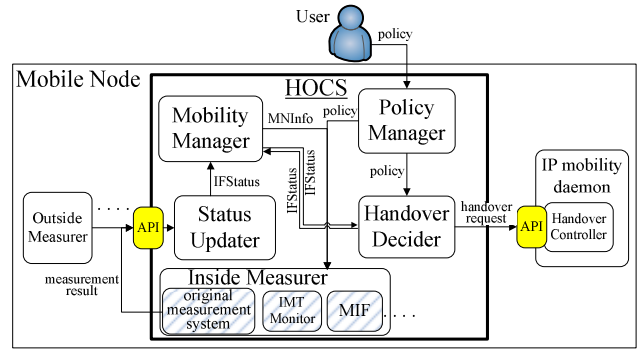 User
policy
Mobile Node
HOCS
Mobility
Manager
MNInfo
policy
Policy
Manager
IFStatus
IFStatus
IFStatus
policy
IP mobility
daemon
Outside
Measurer
. . . .
API
Status
Updater
Handover
Decider
handover
request
API
Handover
Controller
measurement
result
Inside Measurer
original
measurement
system
IMT
Monitor
MIF
. . . .